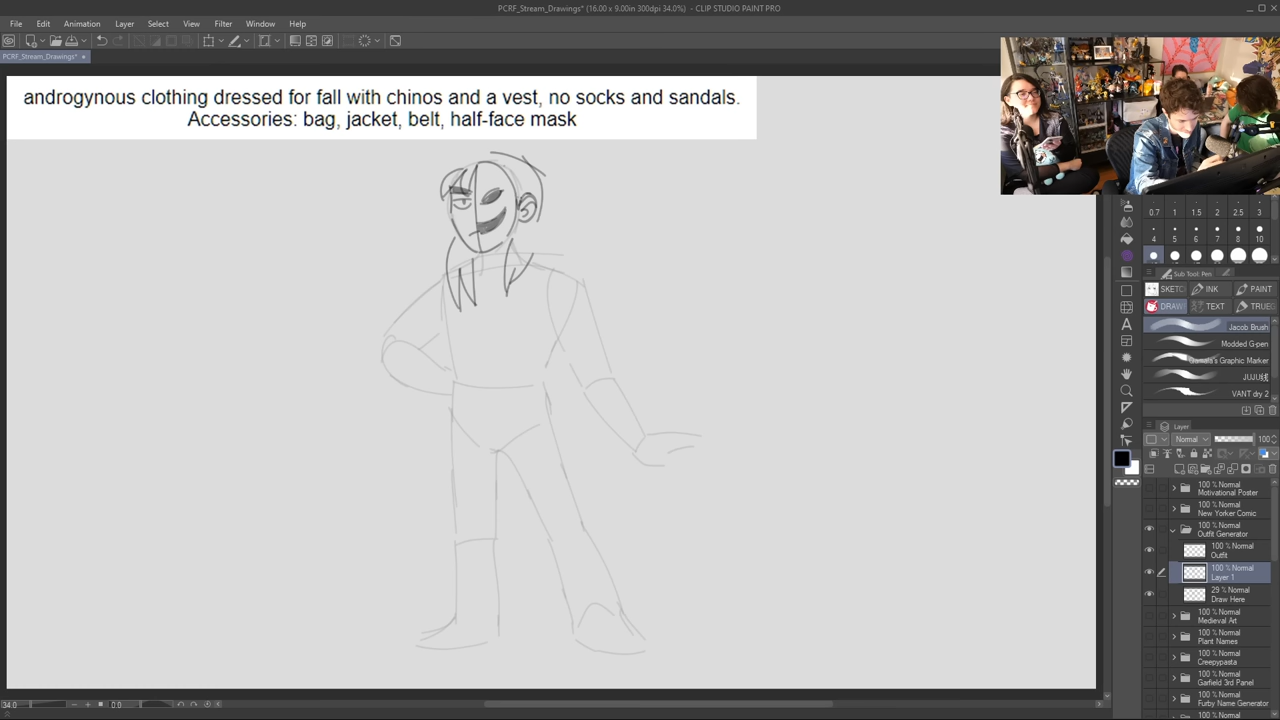 PCRF_Stream_Drawings* (16.00 x 9.00in 300dpi 34.0%) - CLIP STUDIO PAINT PRO
File Edit Animation Layer Select View Filter Window Help
PCRF_Stream_Drawings*
androgynous clothing dressed for fall with chinos and a vest, no socks and sandals.
Accessories: bag, jacket, belt, half-face mask
0.7 1 1.5 2 2.5 3
4 5 6 7 8 10
Sub Tool: Pen
SKETC INK PAINT
DRAW TEXT TRUE
Jacob Brush
Modded G-pen
Graphic Marker
VANT dry 2
Layer
Normal 100
100 % Normal
Motivational Poster
100 % Normal
New Yorker Comic
100 % Normal
Outfit Generator
100 % Normal
Outfit
100 % Normal
Layer 1
29 % Normal
Draw Here
100 % Normal
Medieval Art
100 % Normal
Plant Names
100 % Normal
Creepypasta
100 % Normal
Garfield 3rd Panel
100 % Normal
Furby Name Generator
100 % Normal
34.0 0.0